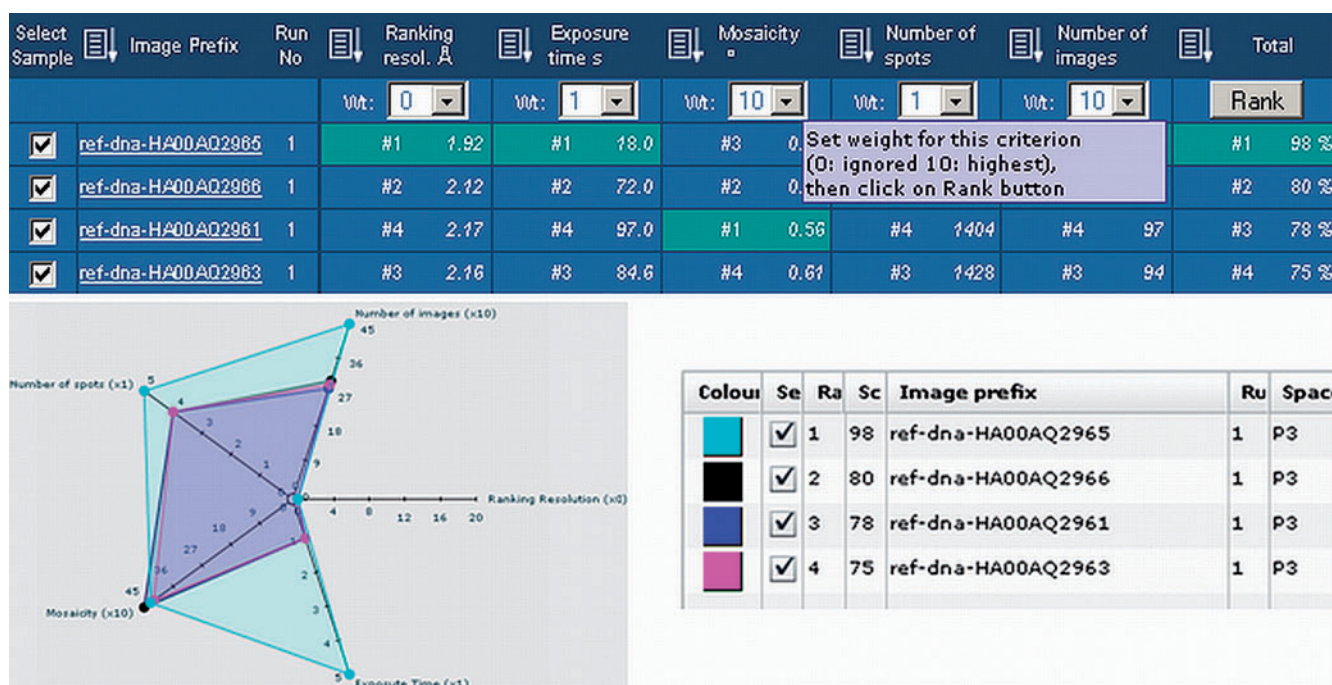 Select Sample Image Prefix Run No Ranking resol. Å Exposure time s Mosaicity ° Number of spots Number of images Total
Wt: 0 Wt: 1 Wt: 10 Wt: 1 Wt: 10 Rank
ref-dna-HA00AQ2965 1 #1 1.92 #1 18.0 #3 0. #1 98 %
ref-dna-HA00AQ2966 1 #2 2.12 #2 72.0 #2 0. #2 80 %
ref-dna-HA00AQ2961 1 #4 2.17 #4 97.0 #1 0.56 #4 1404 #4 97 #3 78 %
ref-dna-HA00AQ2963 1 #3 2.16 #3 84.6 #4 0.61 #3 1428 #3 94 #4 75 %
Set weight for this criterion
(0: ignored 10: highest),
then click on Rank button
Number of images (x10)
45
36
27
18
9
Number of spots (x1)
5
4
3
2
1
Ranking Resolution (x0)
4 8 12 16 20
Mosaicity (x10)
45
36
27
18
9
Exposute Time (x1)
1
2
3
4
5
Colour Se Ra Sc Image prefix Ru Space
1 98 ref-dna-HA00AQ2965 1 P3
2 80 ref-dna-HA00AQ2966 1 P3
3 78 ref-dna-HA00AQ2961 1 P3
4 75 ref-dna-HA00AQ2963 1 P3